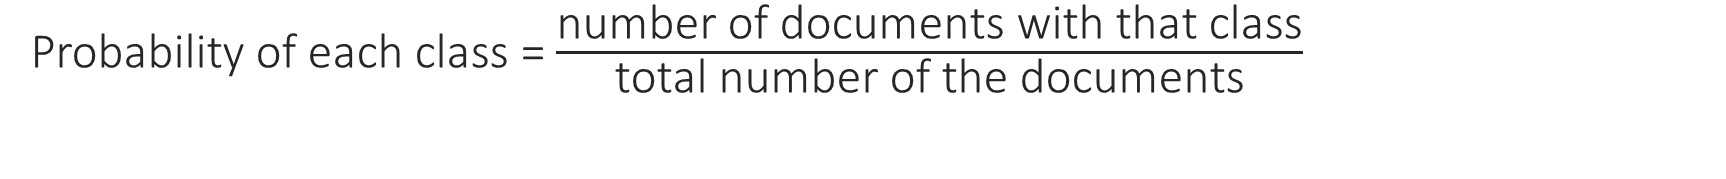 Probability of each class = number of documents with that class
total number of the documents